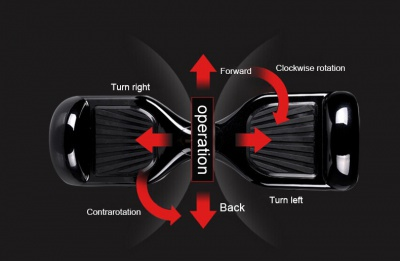 Forward
Clockwise rotation
Turn right
operation
Turn left
Contrarotation
Back